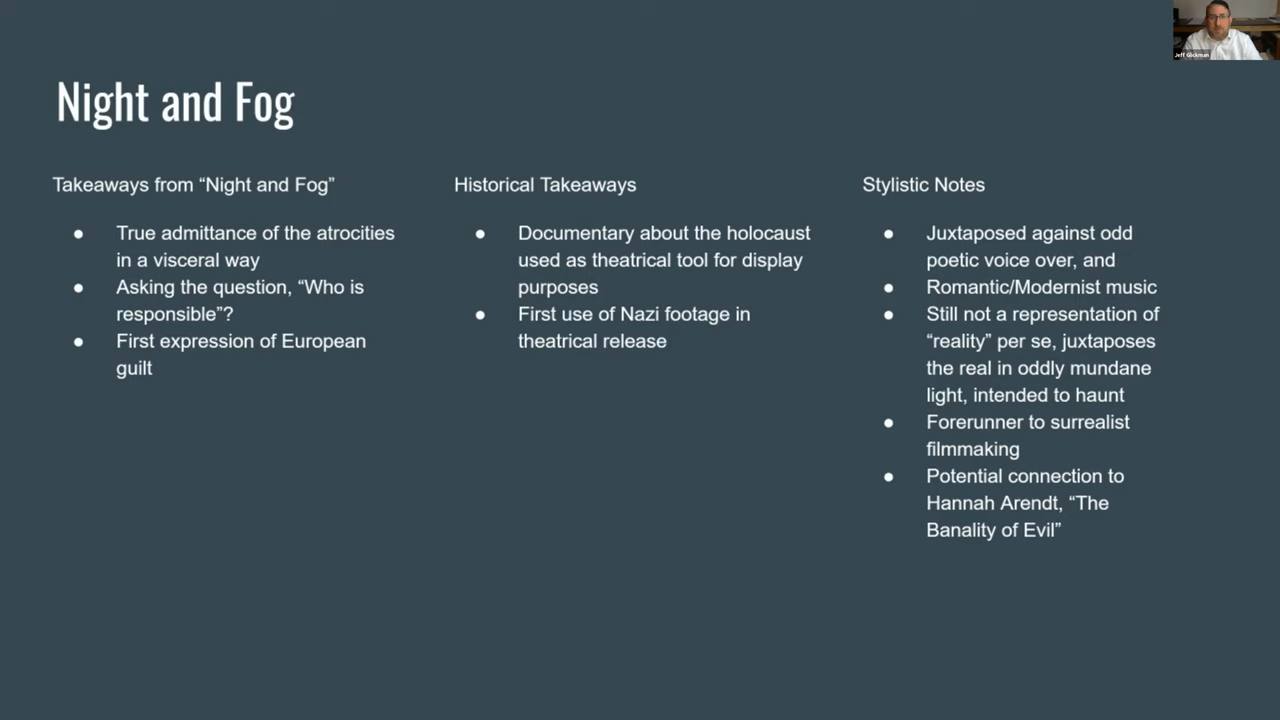 Jeff Glickman
Night and Fog
Takeaways from “Night and Fog”
● True admittance of the atrocities
in a visceral way
● Asking the question, “Who is
responsible”?
● First expression of European
guilt
Historical Takeaways
● Documentary about the holocaust
used as theatrical tool for display
purposes
● First use of Nazi footage in
theatrical release
Stylistic Notes
● Juxtaposed against odd
poetic voice over, and
● Romantic/Modernist music
● Still not a representation of
“reality” per se, juxtaposes
the real in oddly mundane
light, intended to haunt
● Forerunner to surrealist
filmmaking
● Potential connection to
Hannah Arendt, “The
Banality of Evil”